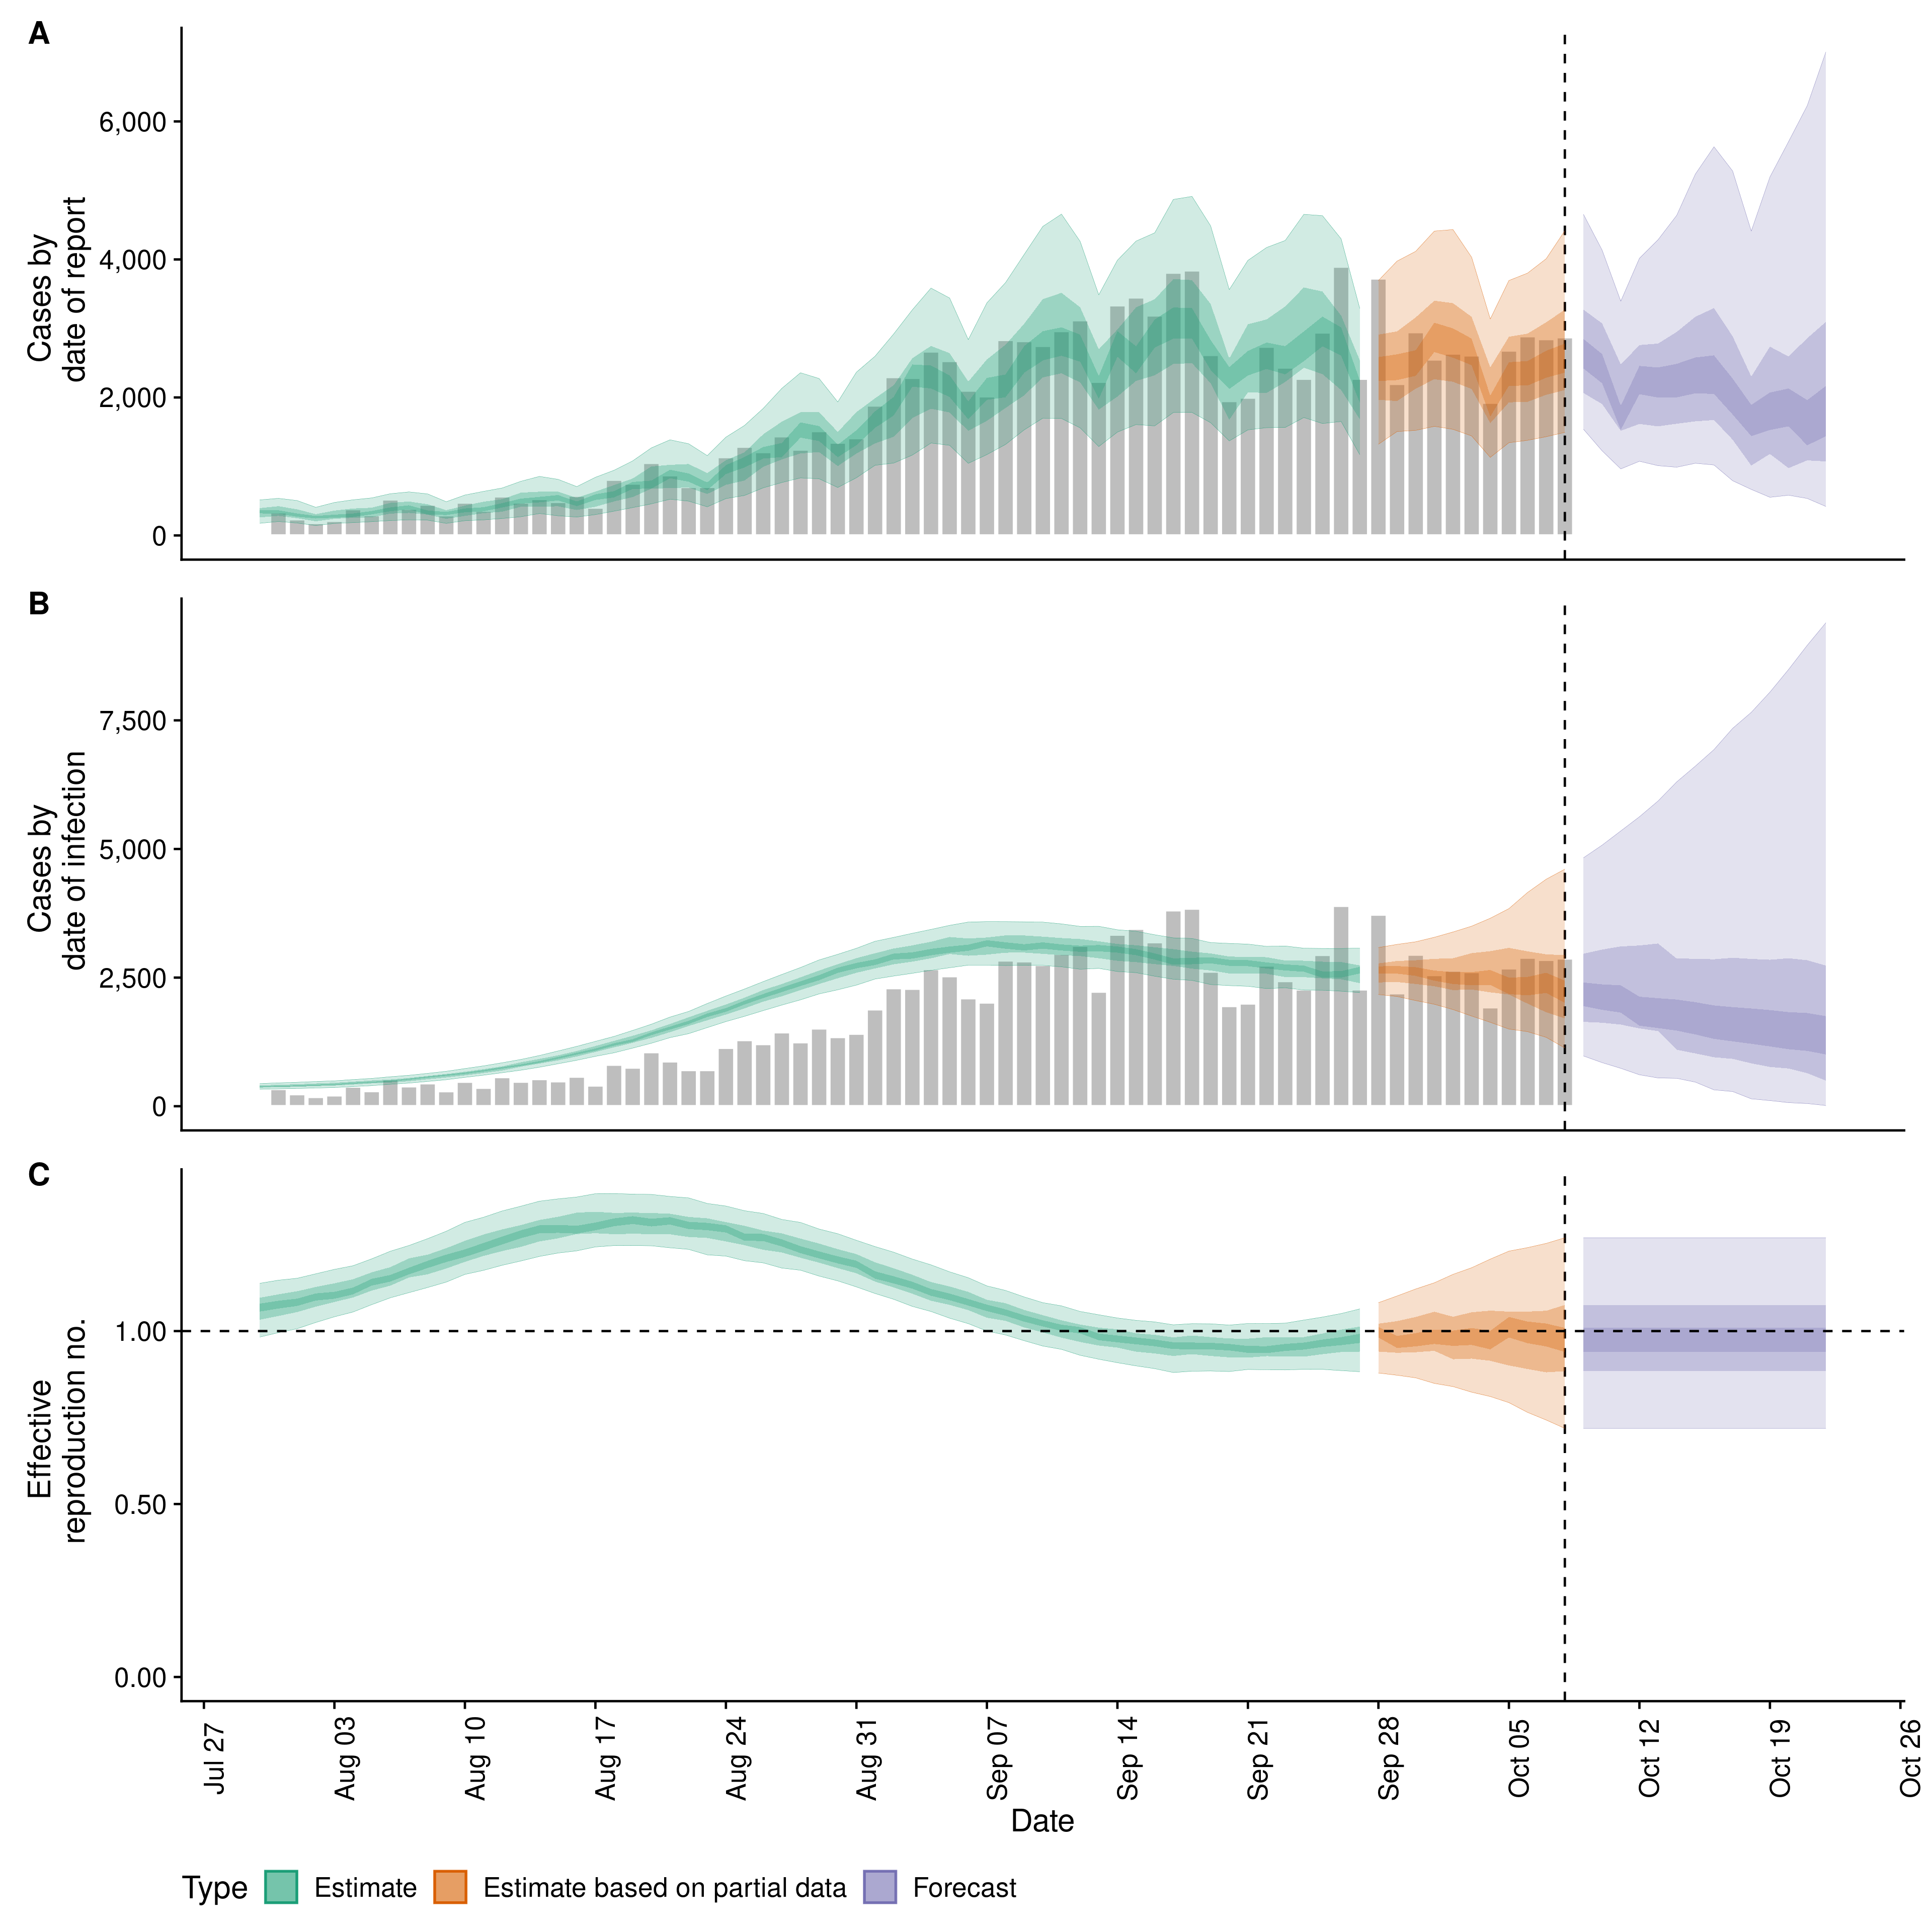 A
Cases by
date of report
6,000
4,000
2,000
0
B
Cases by
date of infection
7,500
5,000
2,500
0
C
Effective
reproduction no.
1.00
0.50
0.00
Jul 27
Aug 03
Aug 10
Aug 17
Aug 24
Aug 31
Sep 07
Sep 14
Sep 21
Sep 28
Oct 05
Oct 12
Oct 19
Oct 26
Date
Type Estimate Estimate based on partial data Forecast